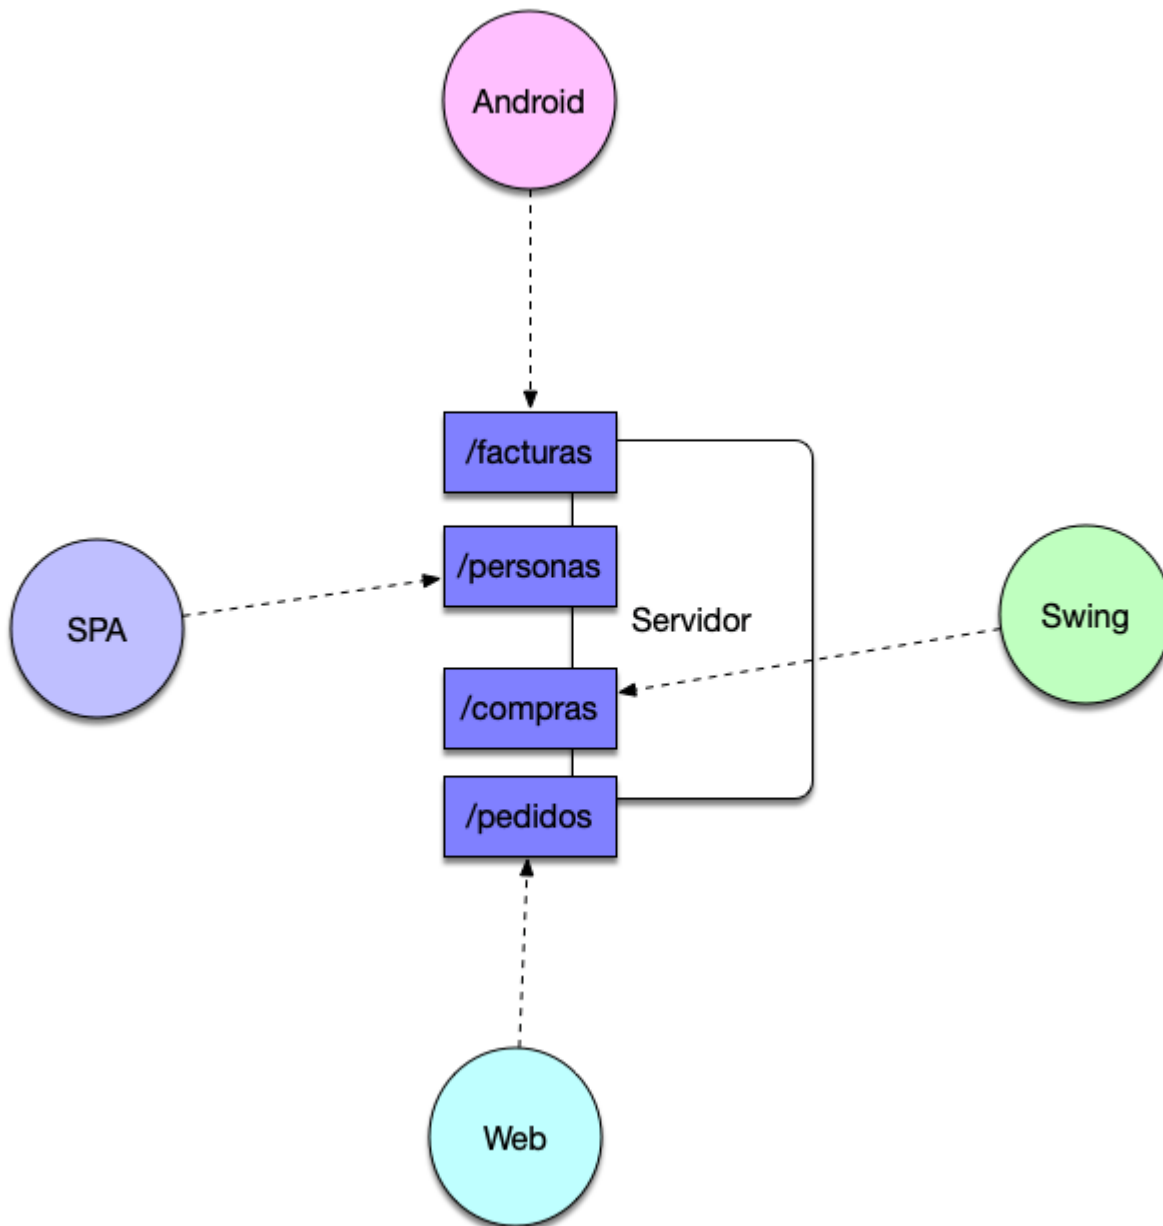 Android
/facturas
/personas
SPA
Servidor
Swing
/compras
/pedidos
Web